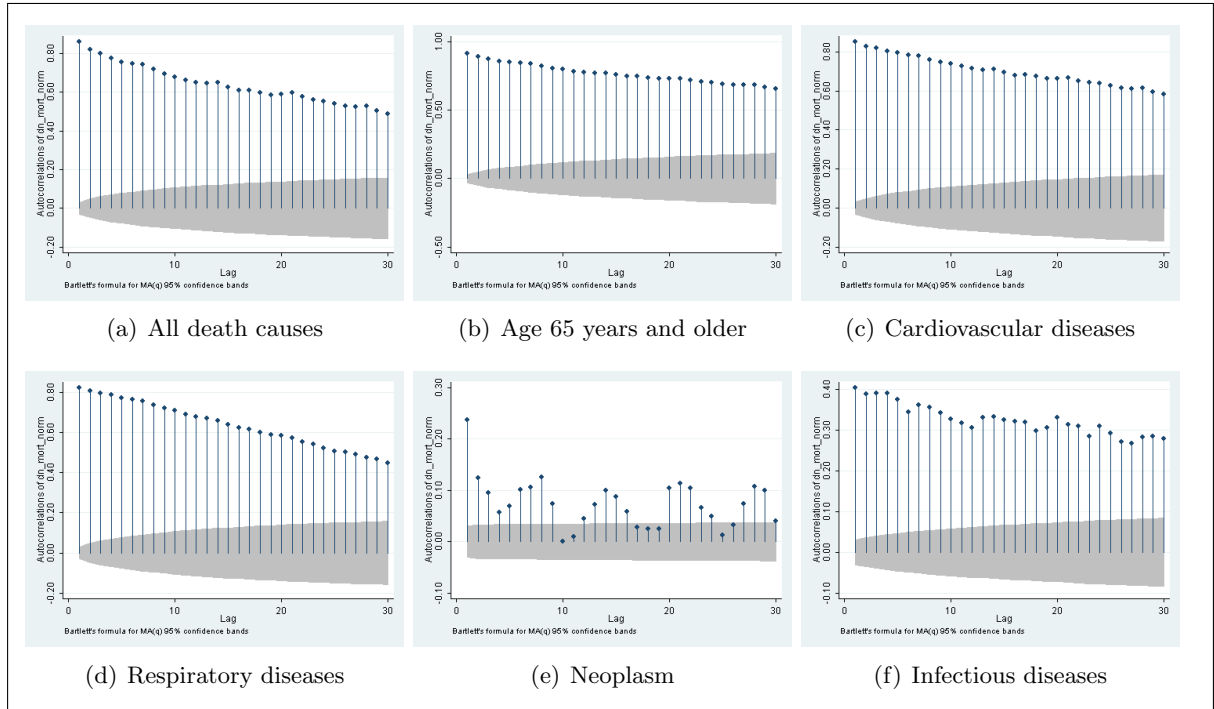 Autocorrelations of dn_mort_norm
0.80
0.60
0.40
0.20
0.00
-0.20
0 10 20 30
Lag
Bartlett's formula for MA(q) 95% confidence bands
(a) All death causes
Autocorrelations of dn_mort_norm
1.00
0.50
0.00
-0.50
0 10 20 30
Lag
Bartlett's formula for MA(q) 95% confidence bands
(b) Age 65 years and older
Autocorrelations of dn_mort_norm
0.80
0.60
0.40
0.20
0.00
-0.20
0 10 20 30
Lag
Bartlett's formula for MA(q) 95% confidence bands
(c) Cardiovascular diseases
Autocorrelations of dn_mort_norm
0.80
0.60
0.40
0.20
0.00
-0.20
0 10 20 30
Lag
Bartlett's formula for MA(q) 95% confidence bands
(d) Respiratory diseases
Autocorrelations of dn_mort_norm
0.30
0.20
0.10
0.00
-0.10
0 10 20 30
Lag
Bartlett's formula for MA(q) 95% confidence bands
(e) Neoplasm
Autocorrelations of dn_mort_norm
0.40
0.30
0.20
0.10
0.00
-0.10
0 10 20 30
Lag
Bartlett's formula for MA(q) 95% confidence bands
(f) Infectious diseases